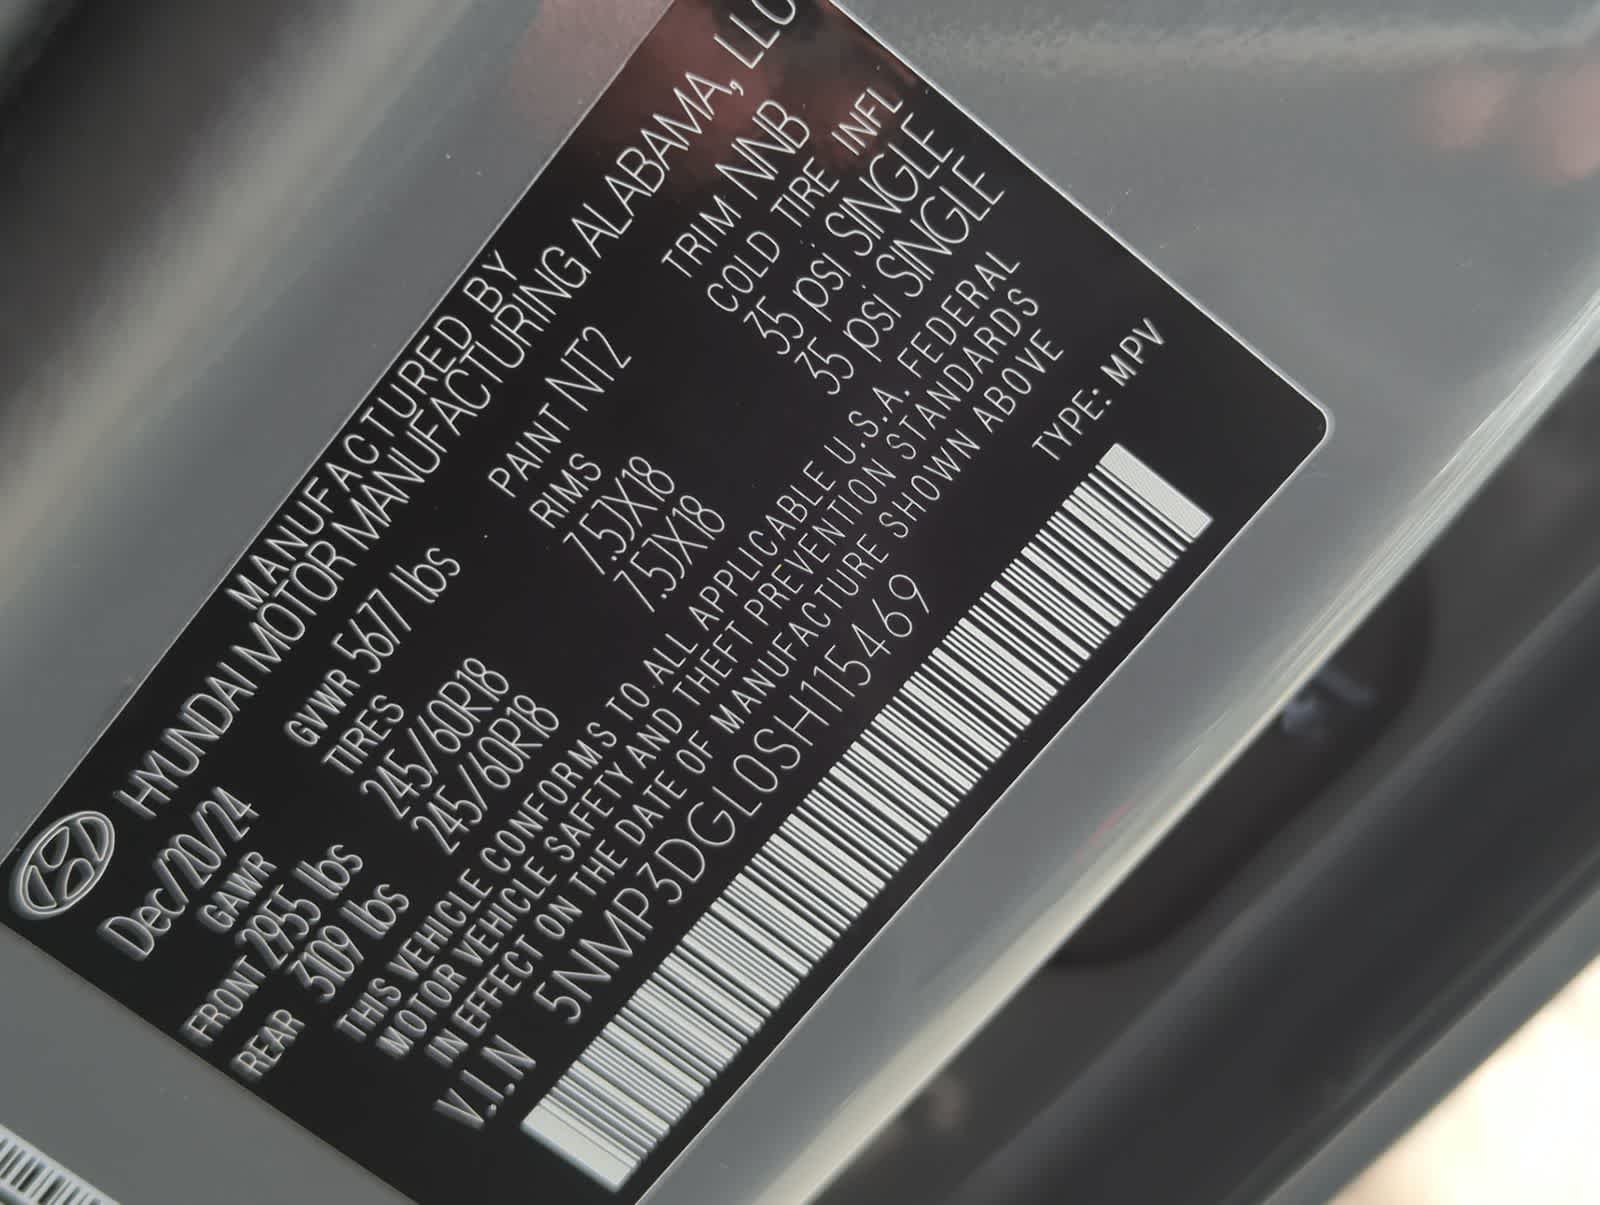 MANUFACTURED BY
HYUNDAI MOTOR MANUFACTURING ALABAMA, LLC
Dec/20/24 GVWR 5677 lbs PAINT NT2 TRIM NNB
GAWR TIRES RIMS COLD TIRE INFL
FRONT 2955 lbs 245/60R18 7.5JX18 35 psi SINGLE
REAR 3109 lbs 245/60R18 7.5JX18 35 psi SINGLE
THIS VEHICLE CONFORMS TO ALL APPLICABLE U.S.A. FEDERAL
MOTOR VEHICLE SAFETY AND THEFT PREVENTION STANDARDS
IN EFFECT ON THE DATE OF MANUFACTURE SHOWN ABOVE
V.I.N 5NMP3DGL0SH115469 TYPE: MPV